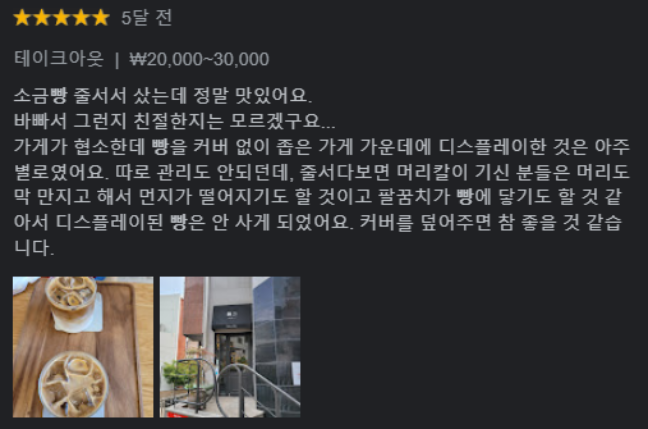 5달 전
테이크아웃 | ₩20,000~30,000
소금빵 줄서서 샀는데 정말 맛있어요.
바빠서 그런지 친절한지는 모르겠구요...
가게가 협소한데 빵을 커버 없이 좁은 가게 가운데에 디스플레이한 것은 아주
별로였어요. 따로 관리도 안되던데, 줄서다보면 머리칼이 기신 분들은 머리도
막 만지고 해서 먼지가 떨어지기도 할 것이고 팔꿈치가 빵에 닿기도 할 것 같
아서 디스플레이된 빵은 안 사게 되었어요. 커버를 덮어주면 참 좋을 것 같습
니다.